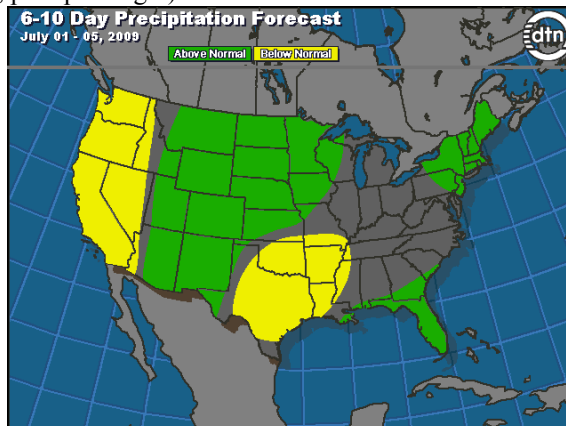 6-10 Day Precipitation Forecast
July 01 - 05, 2009
dtn
Above Normal Below Normal